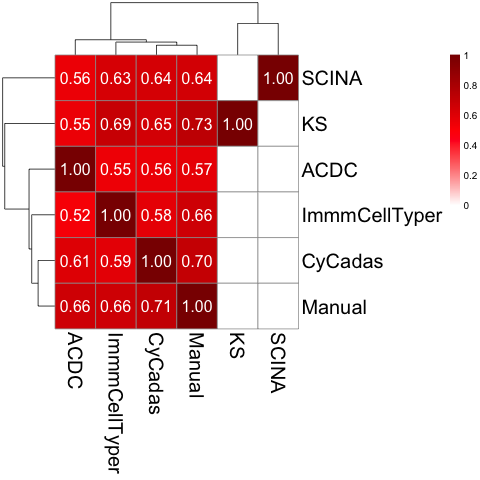 0.56 0.63 0.64 0.64 1.00 SCINA
0.55 0.69 0.65 0.73 1.00 KS
1.00 0.55 0.56 0.57 ACDC
0.52 1.00 0.58 0.66 ImmmCellTyper
0.61 0.59 1.00 0.70 CyCadas
0.66 0.66 0.71 1.00 Manual
ACDC ImmmCellTyper CyCadas Manual KS SCINA
1
0.8
0.6
0.4
0.2
0